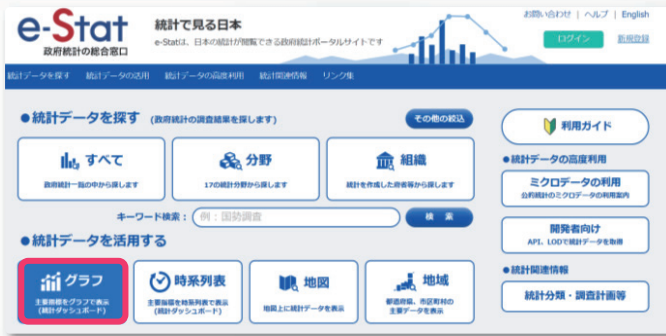 e-Stat
政府統計の総合窓口
統計で見る日本
e-Statは、日本の統計が閲覧できる政府統計ポータルサイトです
お問い合わせ | ヘルプ | English
ログイン
新規登録
統計データを探す 統計データの活用 統計データの高度利用 統計関連情報 リンク集
●統計データを探す (政府統計の調査結果を探します)
その他の絞込
すべて
政府統計一覧の中から探します
分野
17の統計分野から探します
組織
統計を作成した府省等から探します
キーワード検索:
例:国勢調査
検 索
●統計データを活用する
グラフ
主要指標をグラフで表示
(統計ダッシュボード)
時系列表
主要指標を時系列表で表示
(統計ダッシュボード)
地図
地図上に統計データを表示
地域
都道府県、市区町村の
主要データを表示
利用ガイド
●統計データの高度利用
ミクロデータの利用
公的統計のミクロデータの利用案内
開発者向け
API、LODで統計データを取得
●統計関連情報
統計分類・調査計画等